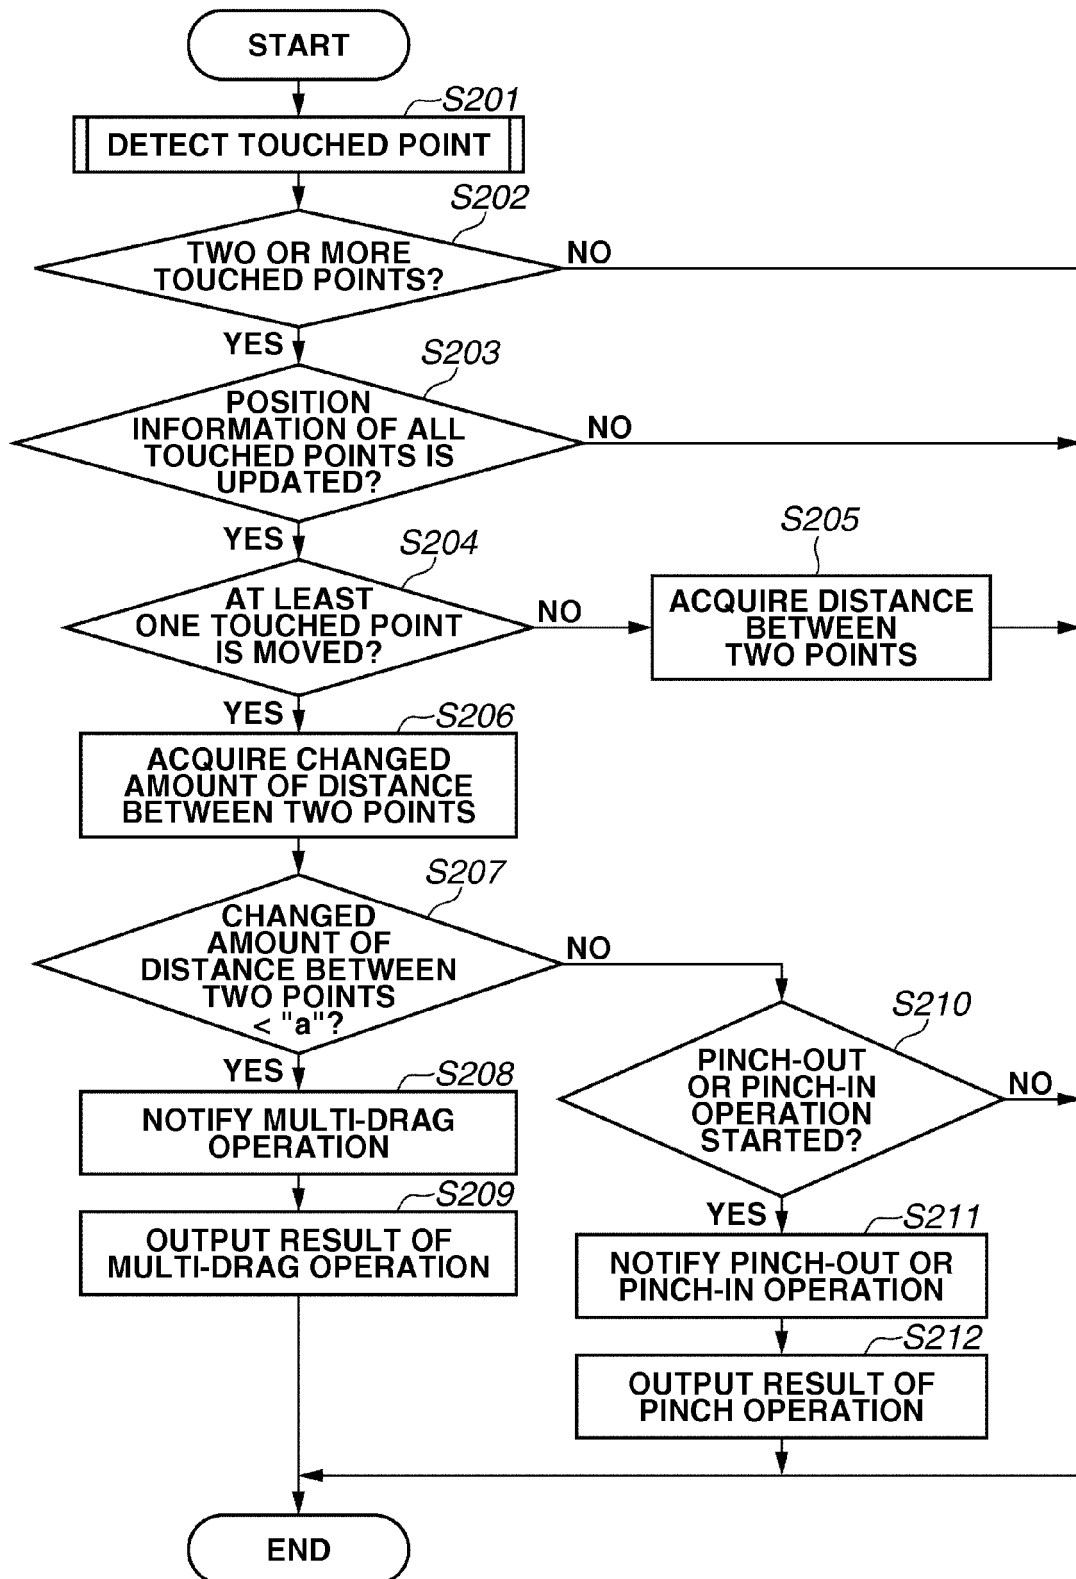 START
S201
DETECT TOUCHED POINT
S202
TWO OR MORE
TOUCHED POINTS?
NO
YES
S203
POSITION
INFORMATION OF ALL
TOUCHED POINTS IS
UPDATED?
NO
YES
S204
AT LEAST
ONE TOUCHED POINT
IS MOVED?
NO
S205
ACQUIRE DISTANCE
BETWEEN
TWO POINTS
YES
S206
ACQUIRE CHANGED
AMOUNT OF DISTANCE
BETWEEN TWO POINTS
S207
CHANGED
AMOUNT OF
DISTANCE BETWEEN
TWO POINTS
< "a"?
NO
YES
S208
NOTIFY MULTI-DRAG
OPERATION
S209
OUTPUT RESULT OF
MULTI-DRAG OPERATION
S210
PINCH-OUT
OR PINCH-IN
OPERATION
STARTED?
NO
YES
S211
NOTIFY PINCH-OUT OR
PINCH-IN OPERATION
S212
OUTPUT RESULT OF
PINCH OPERATION
END